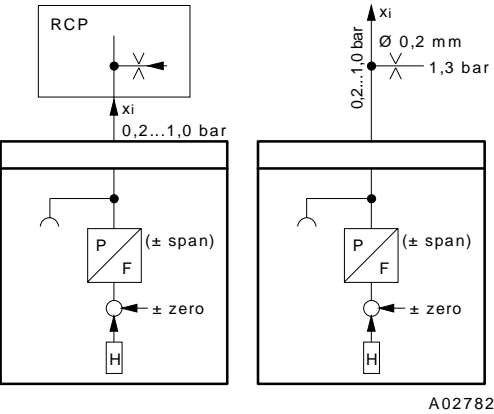 RCP
xi
0,2...1,0 bar
P
F
(± span)
± zero
H
xi
0,2...1,0 bar
Ø 0,2 mm
1,3 bar
P
F
(± span)
± zero
H
A02782